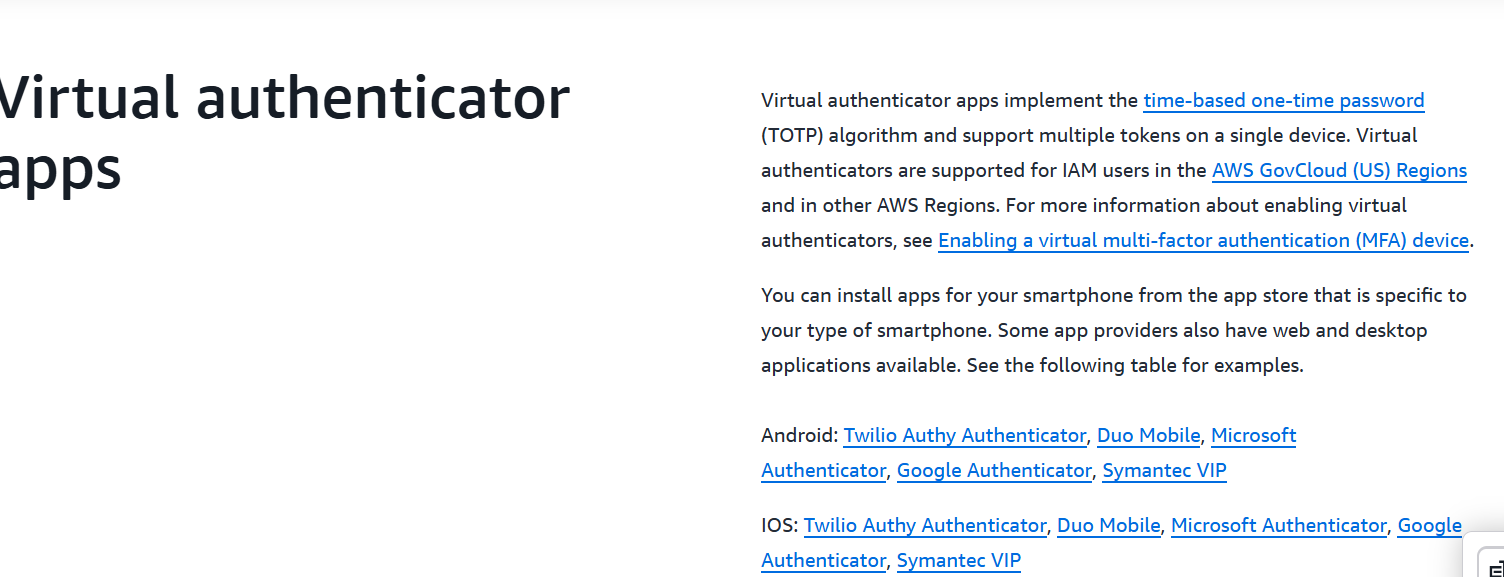 Virtual authenticator
apps
Virtual authenticator apps implement the time-based one-time password
(TOTP) algorithm and support multiple tokens on a single device. Virtual
authenticators are supported for IAM users in the AWS GovCloud (US) Regions
and in other AWS Regions. For more information about enabling virtual
authenticators, see Enabling a virtual multi-factor authentication (MFA) device.
You can install apps for your smartphone from the app store that is specific to
your type of smartphone. Some app providers also have web and desktop
applications available. See the following table for examples.
Android: Twilio Authy Authenticator, Duo Mobile, Microsoft
Authenticator, Google Authenticator, Symantec VIP
IOS: Twilio Authy Authenticator, Duo Mobile, Microsoft Authenticator, Google
Authenticator, Symantec VIP